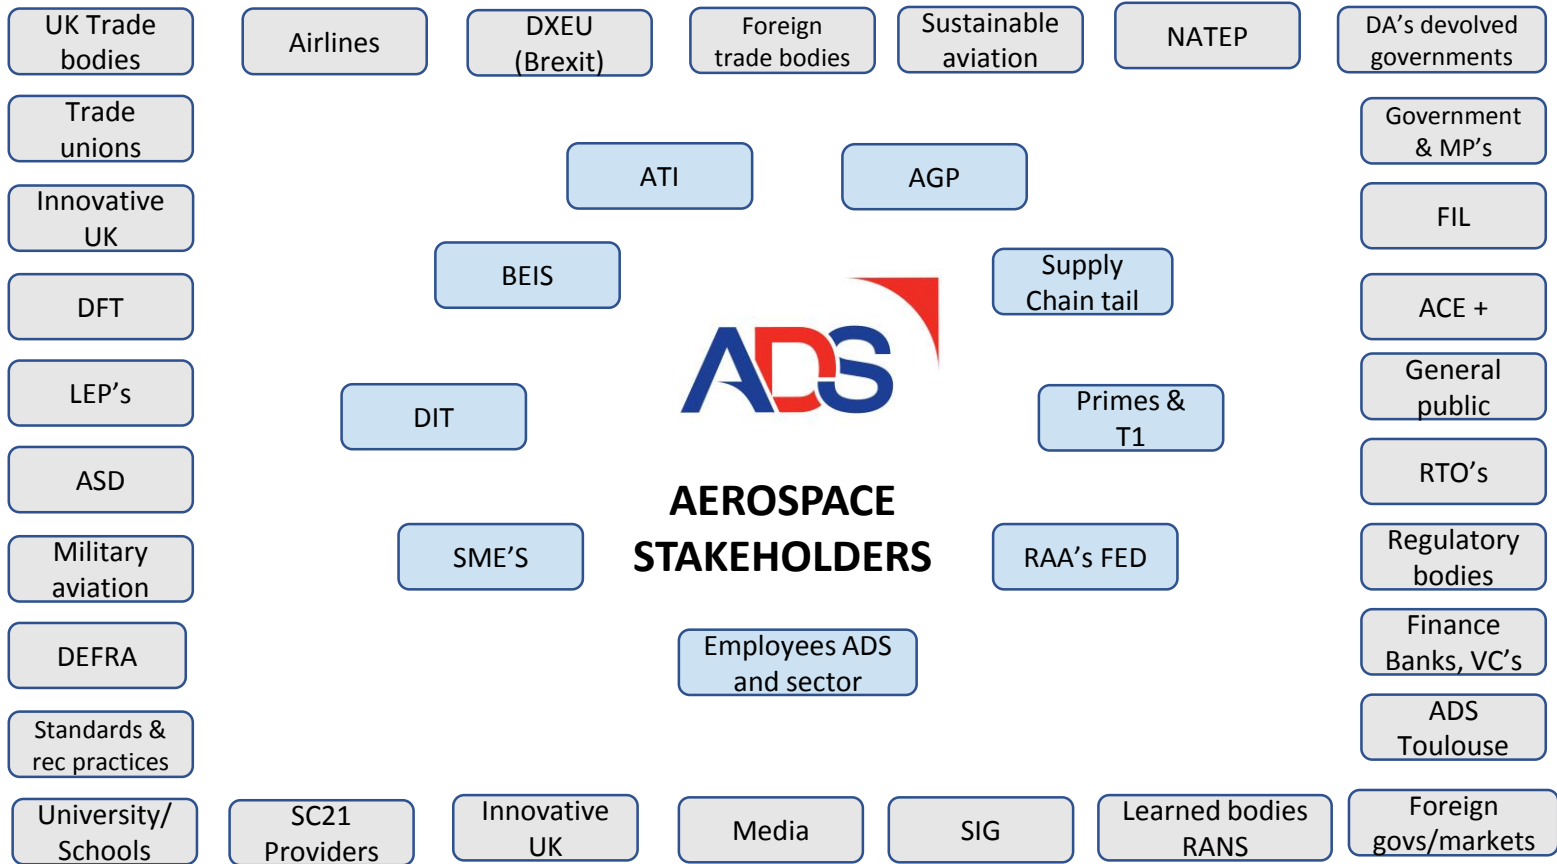 UK Trade
bodies
Airlines
DXEU
(Brexit)
Foreign
trade bodies
Sustainable
aviation
NATEP
DA's devolved
governments
Trade
unions
Government
& MP's
ATI
AGP
Innovative
UK
FIL
BEIS
Supply
Chain tail
DFT
ACE +
ADS
LEP's
General
public
DIT
Primes &
T1
ASD
RTO's
AEROSPACE
STAKEHOLDERS
Military
aviation
SME'S
RAA's FED
Regulatory
bodies
DEFRA
Employees ADS
and sector
Finance
Banks, VC's
Standards &
rec practices
ADS
Toulouse
University/
Schools
SC21
Providers
Innovative
UK
Media
SIG
Learned bodies
RANS
Foreign
govs/markets